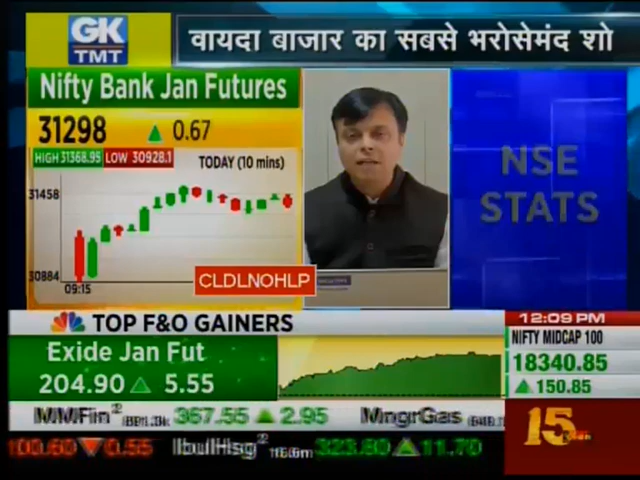 GK
TMT
वायदा बाजार का सबसे भरोसेमंद शो
Nifty Bank Jan Futures
31298 ▲ 0.67
HIGH 31368.95 LOW 30928.1
TODAY (10 mins)
31458
30884
09:15
CLDLNOHLP
NSE
STATS
TOP F&O GAINERS
Exide Jan Fut
204.90 ▲ 5.55
12:09 PM
NIFTY MIDCAP 100
18340.85
▲ 150.85
MMFin 367.55 ▲ 2.95 MngrGas
15
100.60 ▼ 0.55 IbulHsg 323.80 ▲ 11.70